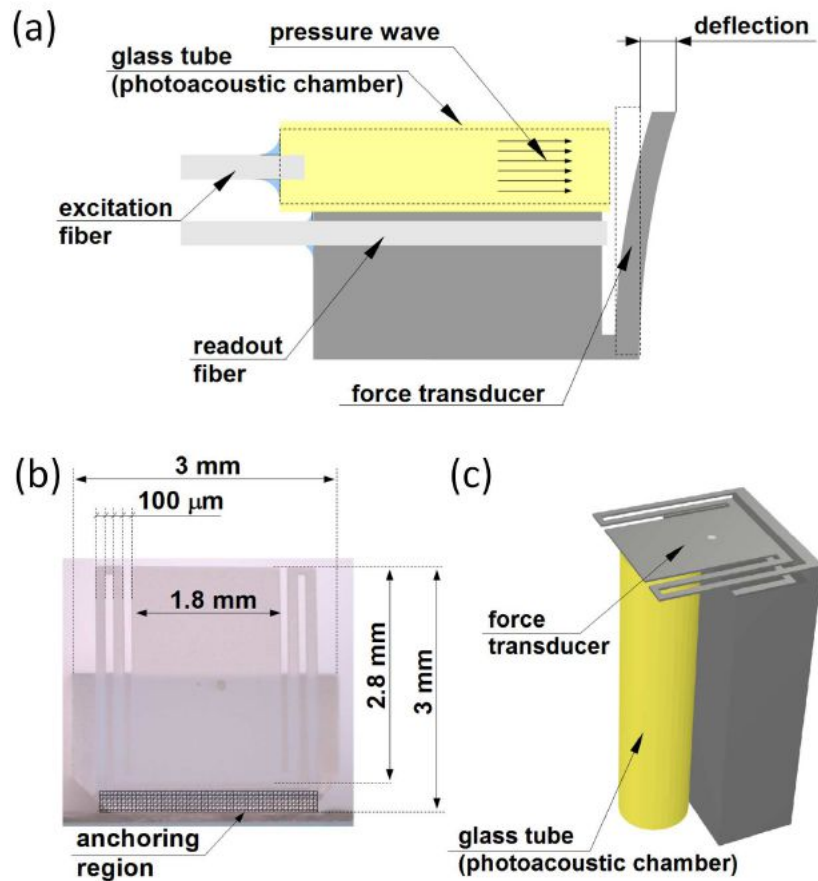 (a)
pressure wave
deflection
glass tube
(photoacoustic chamber)
excitation
fiber
readout
fiber
force transducer
(b)
3 mm
100 μm
1.8 mm
2.8 mm
3 mm
anchoring
region
(c)
force
transducer
glass tube
(photoacoustic chamber)